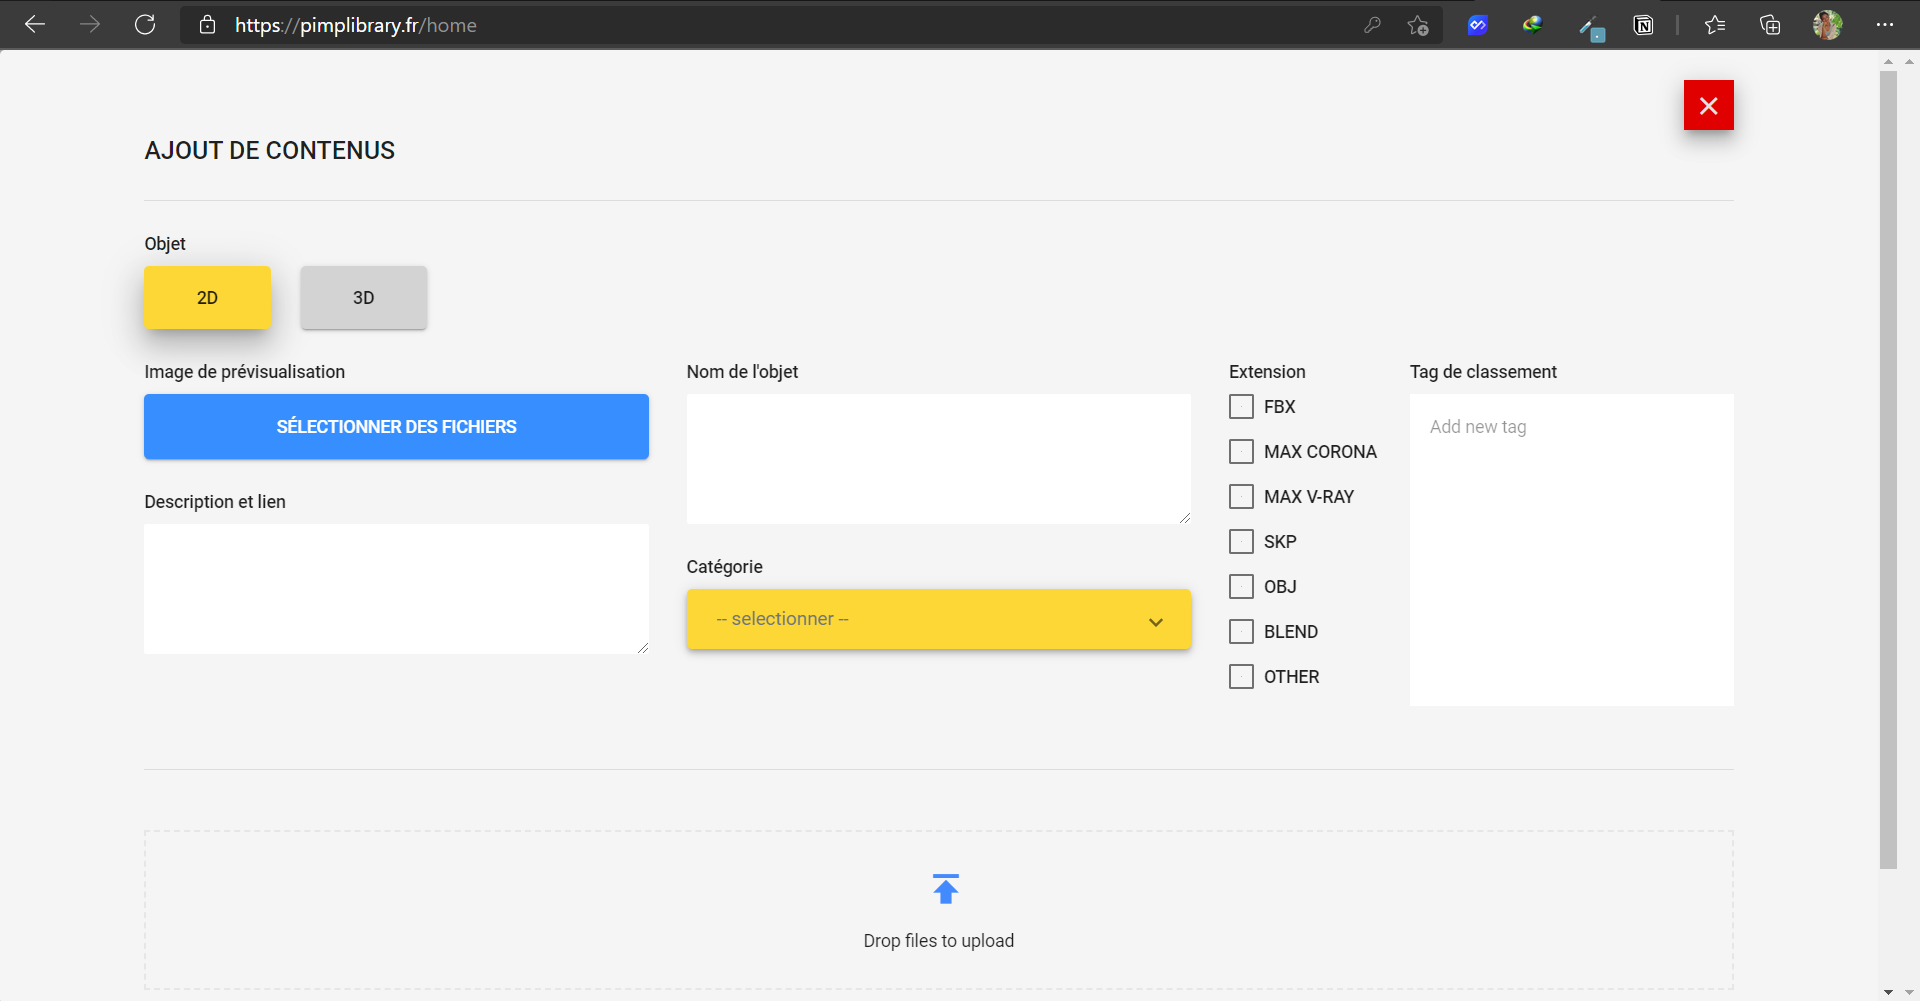 https://pimplibrary.fr/home
AJOUT DE CONTENUS
Objet
2D
3D
Image de prévisualisation
SÉLECTIONNER DES FICHIERS
Description et lien
Nom de l'objet
Catégorie
-- selectionner --
Extension
FBX
MAX CORONA
MAX V-RAY
SKP
OBJ
BLEND
OTHER
Tag de classement
Add new tag
Drop files to upload